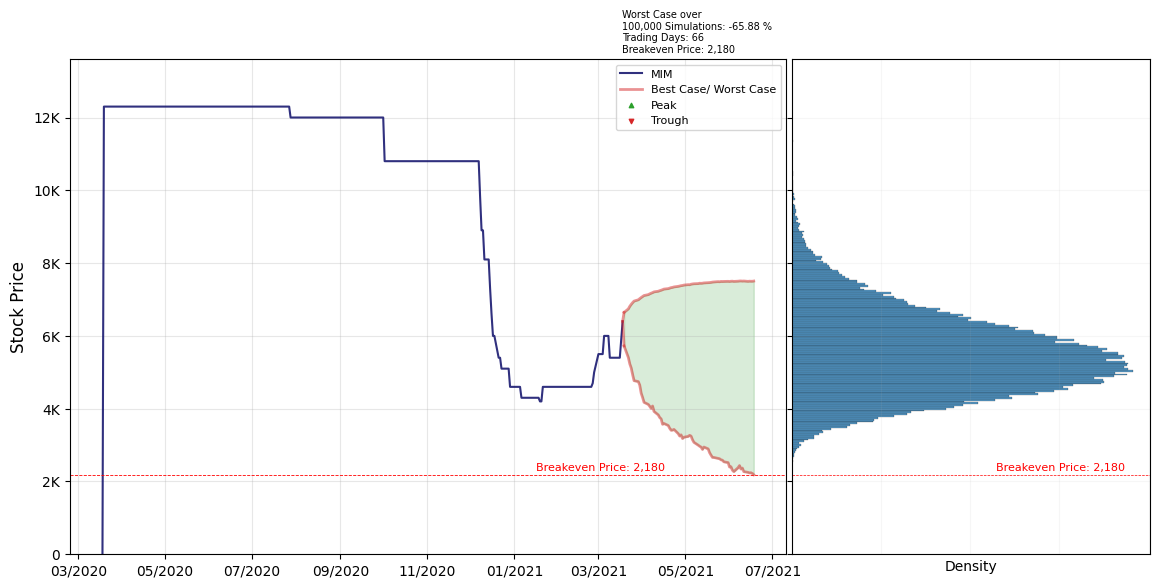 Worst Case over
100,000 Simulations: -65.88 %
Trading Days: 66
Breakeven Price: 2,180
MIM
Best Case/ Worst Case
Peak
Trough
Stock Price
12K
10K
8K
6K
4K
2K
0
Breakeven Price: 2,180
Breakeven Price: 2,180
03/2020 05/2020 07/2020 09/2020 11/2020 01/2021 03/2021 05/2021 07/2021
Density